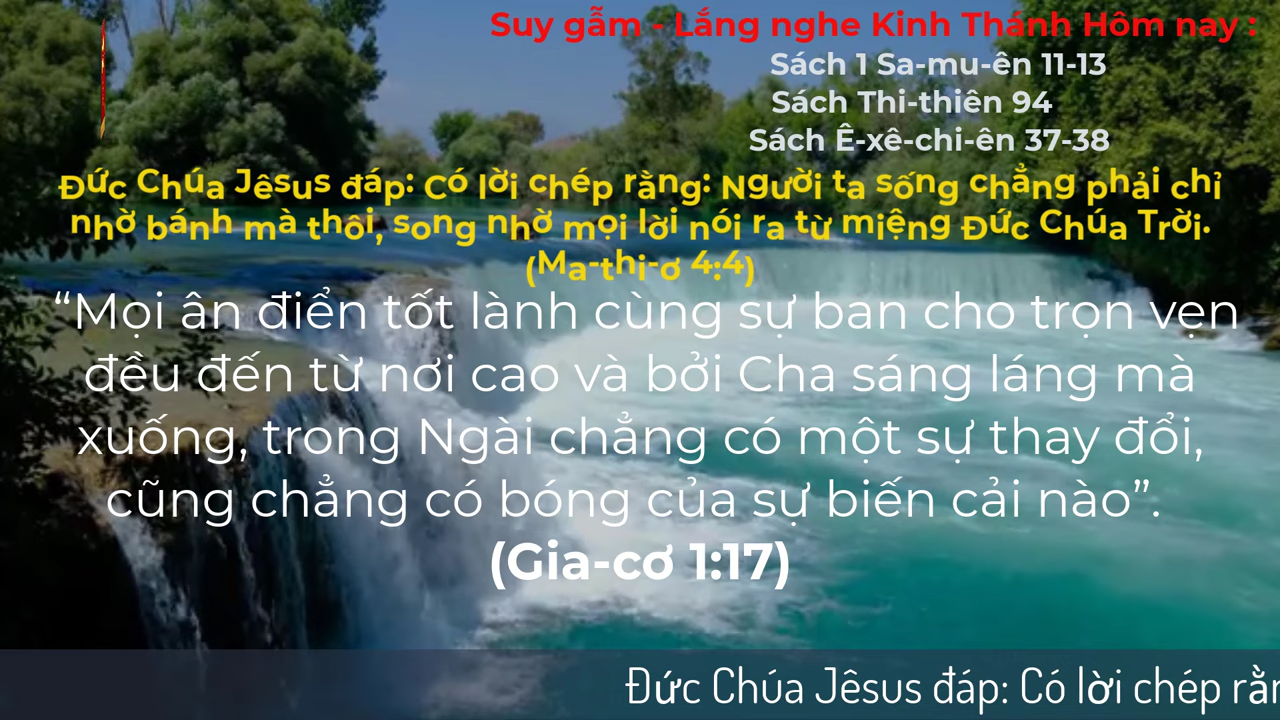 Suy gẫm - Lắng nghe Kinh Thánh Hôm nay :
Sách 1 Sa-mu-ên 11-13
Sách Thi-thiên 94
Sách Ê-xê-chi-ên 37-38
Đức Chúa Jêsus đáp: Có lời chép rằng: Người ta sống chẳng phải chỉ
nhờ bánh mà thôi, song nhờ mọi lời nói ra từ miệng Đức Chúa Trời.
(Ma-thi-ơ 4:4)
“Mọi ân điển tốt lành cùng sự ban cho trọn vẹn
đều đến từ nơi cao và bởi Cha sáng láng mà
xuống, trong Ngài chẳng có một sự thay đổi,
cũng chẳng có bóng của sự biến cải nào”.
(Gia-cơ 1:17)
Đức Chúa Jêsus đáp: Có lời chép